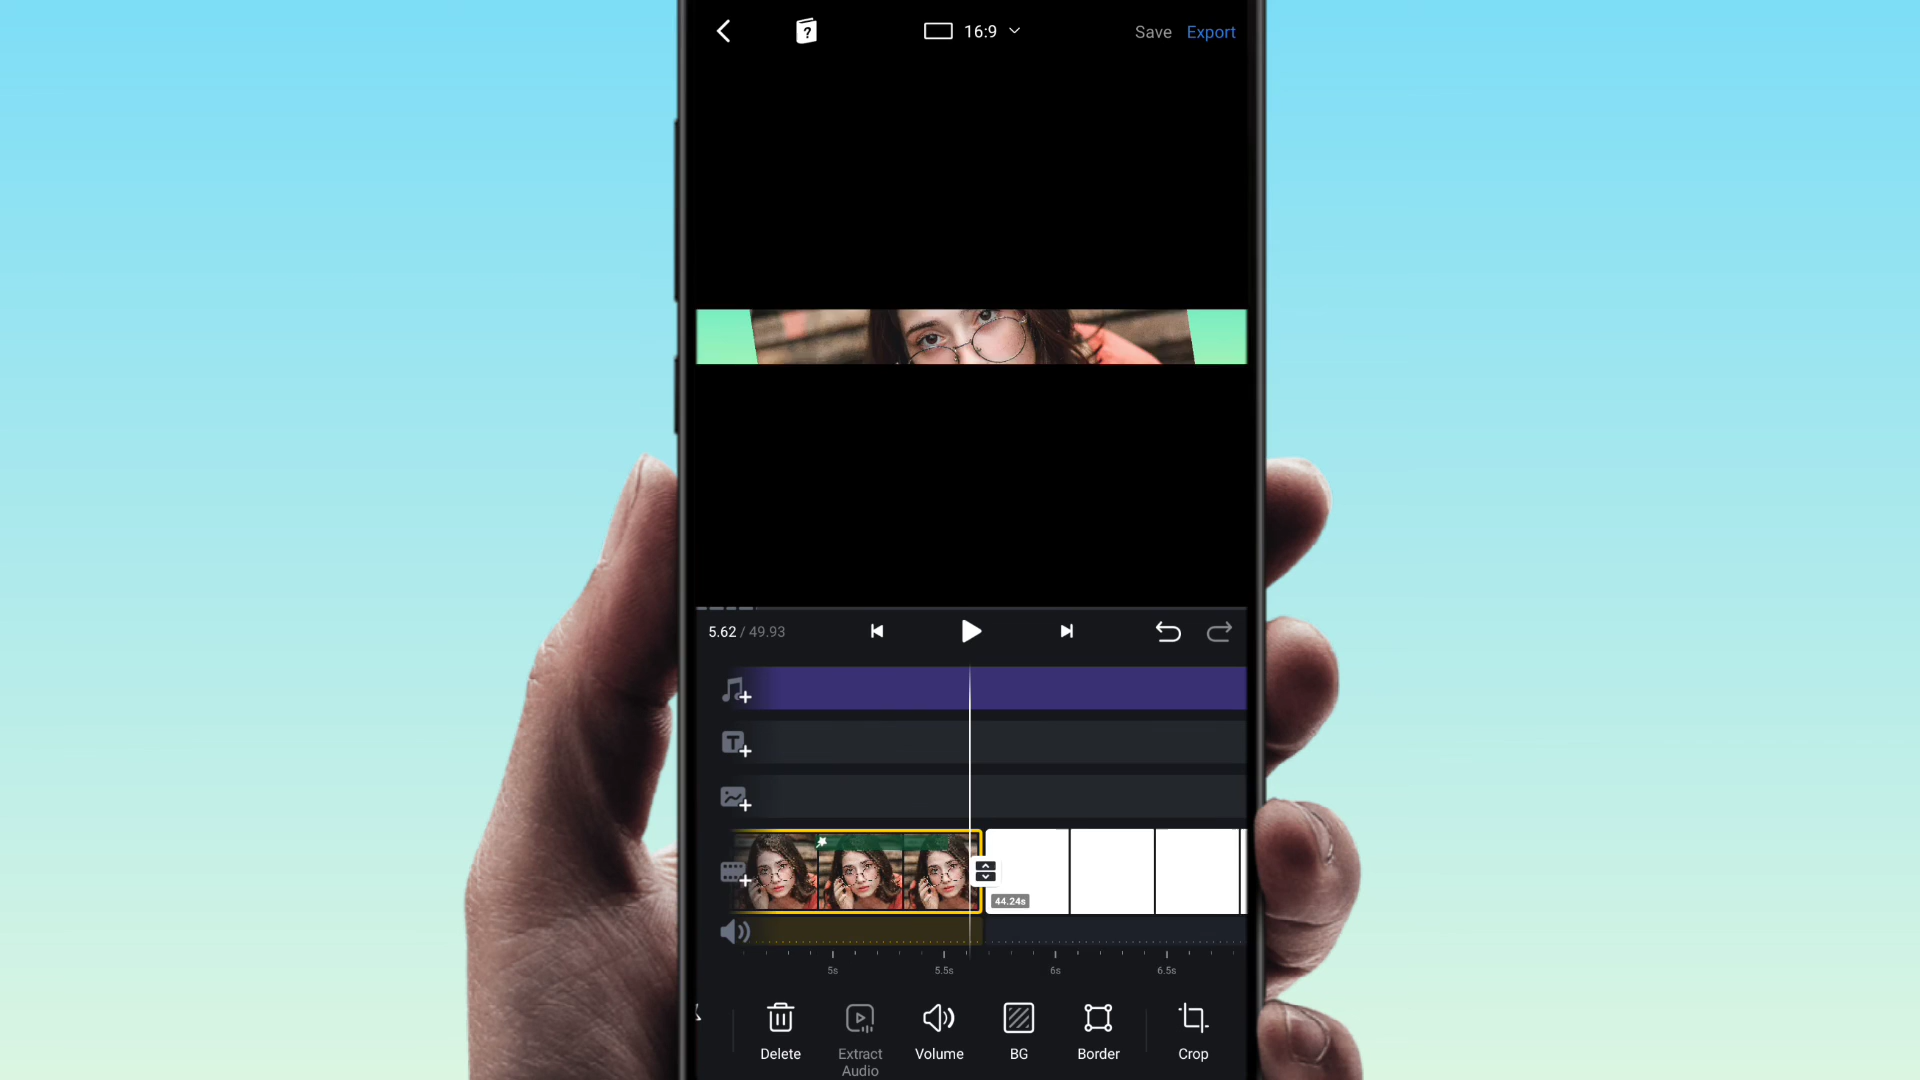 ?
16:9
Save
Export
5.62 / 49.93
T
44.24s
5s
5.5s
6s
6.5s
Delete
Extract
Audio
Volume
BG
Border
Crop